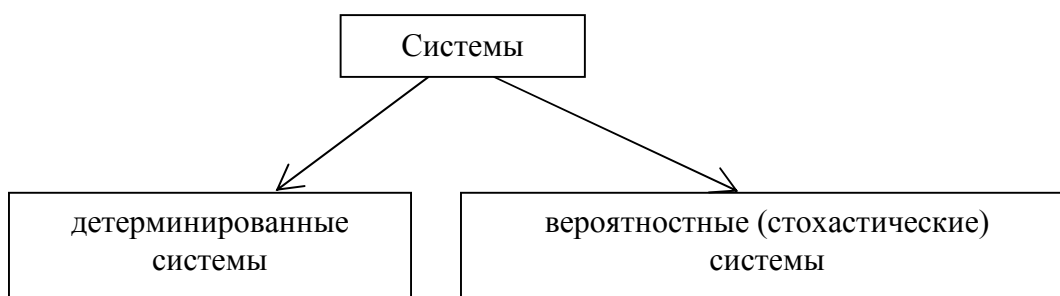 Системы
детерминированные
системы
вероятностные (стохастические)
системы